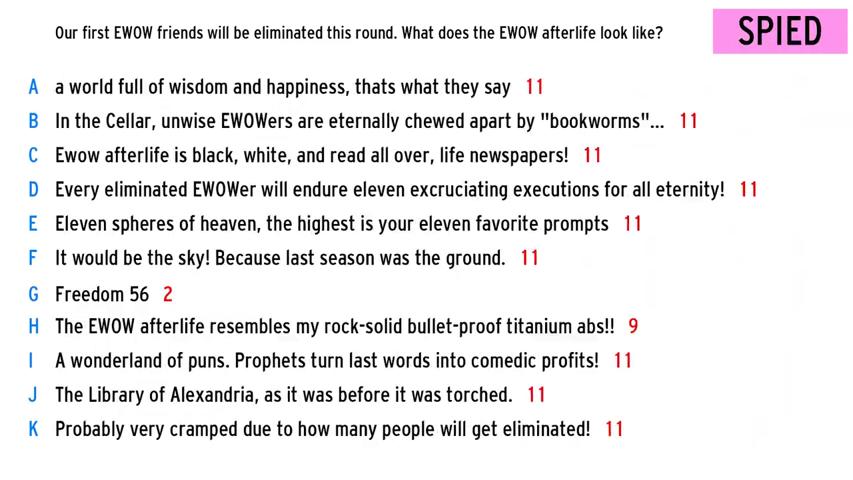 Our first EWOW friends will be eliminated this round. What does the EWOW afterlife look like?
SPIED
A a world full of wisdom and happiness, thats what they say 11
B In the Cellar, unwise EWOWers are eternally chewed apart by "bookworms"... 11
C Ewow afterlife is black, white, and read all over, life newspapers! 11
D Every eliminated EWOWer will endure eleven excruciating executions for all eternity! 11
E Eleven spheres of heaven, the highest is your eleven favorite prompts 11
F It would be the sky! Because last season was the ground. 11
G Freedom 56 2
H The EWOW afterlife resembles my rock-solid bullet-proof titanium abs!! 9
I A wonderland of puns. Prophets turn last words into comedic profits! 11
J The Library of Alexandria, as it was before it was torched. 11
K Probably very cramped due to how many people will get eliminated! 11